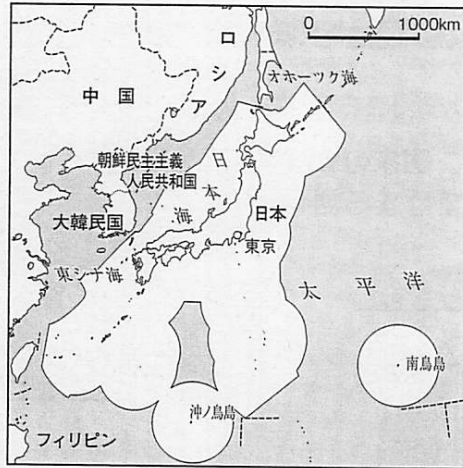 0 1000km
ロシア
オホーツク海
中国
朝鮮民主主義
人民共和国
日本海
大韓民国
日本
東京
東シナ海
太平洋
南鳥島
沖ノ鳥島
フィリピン